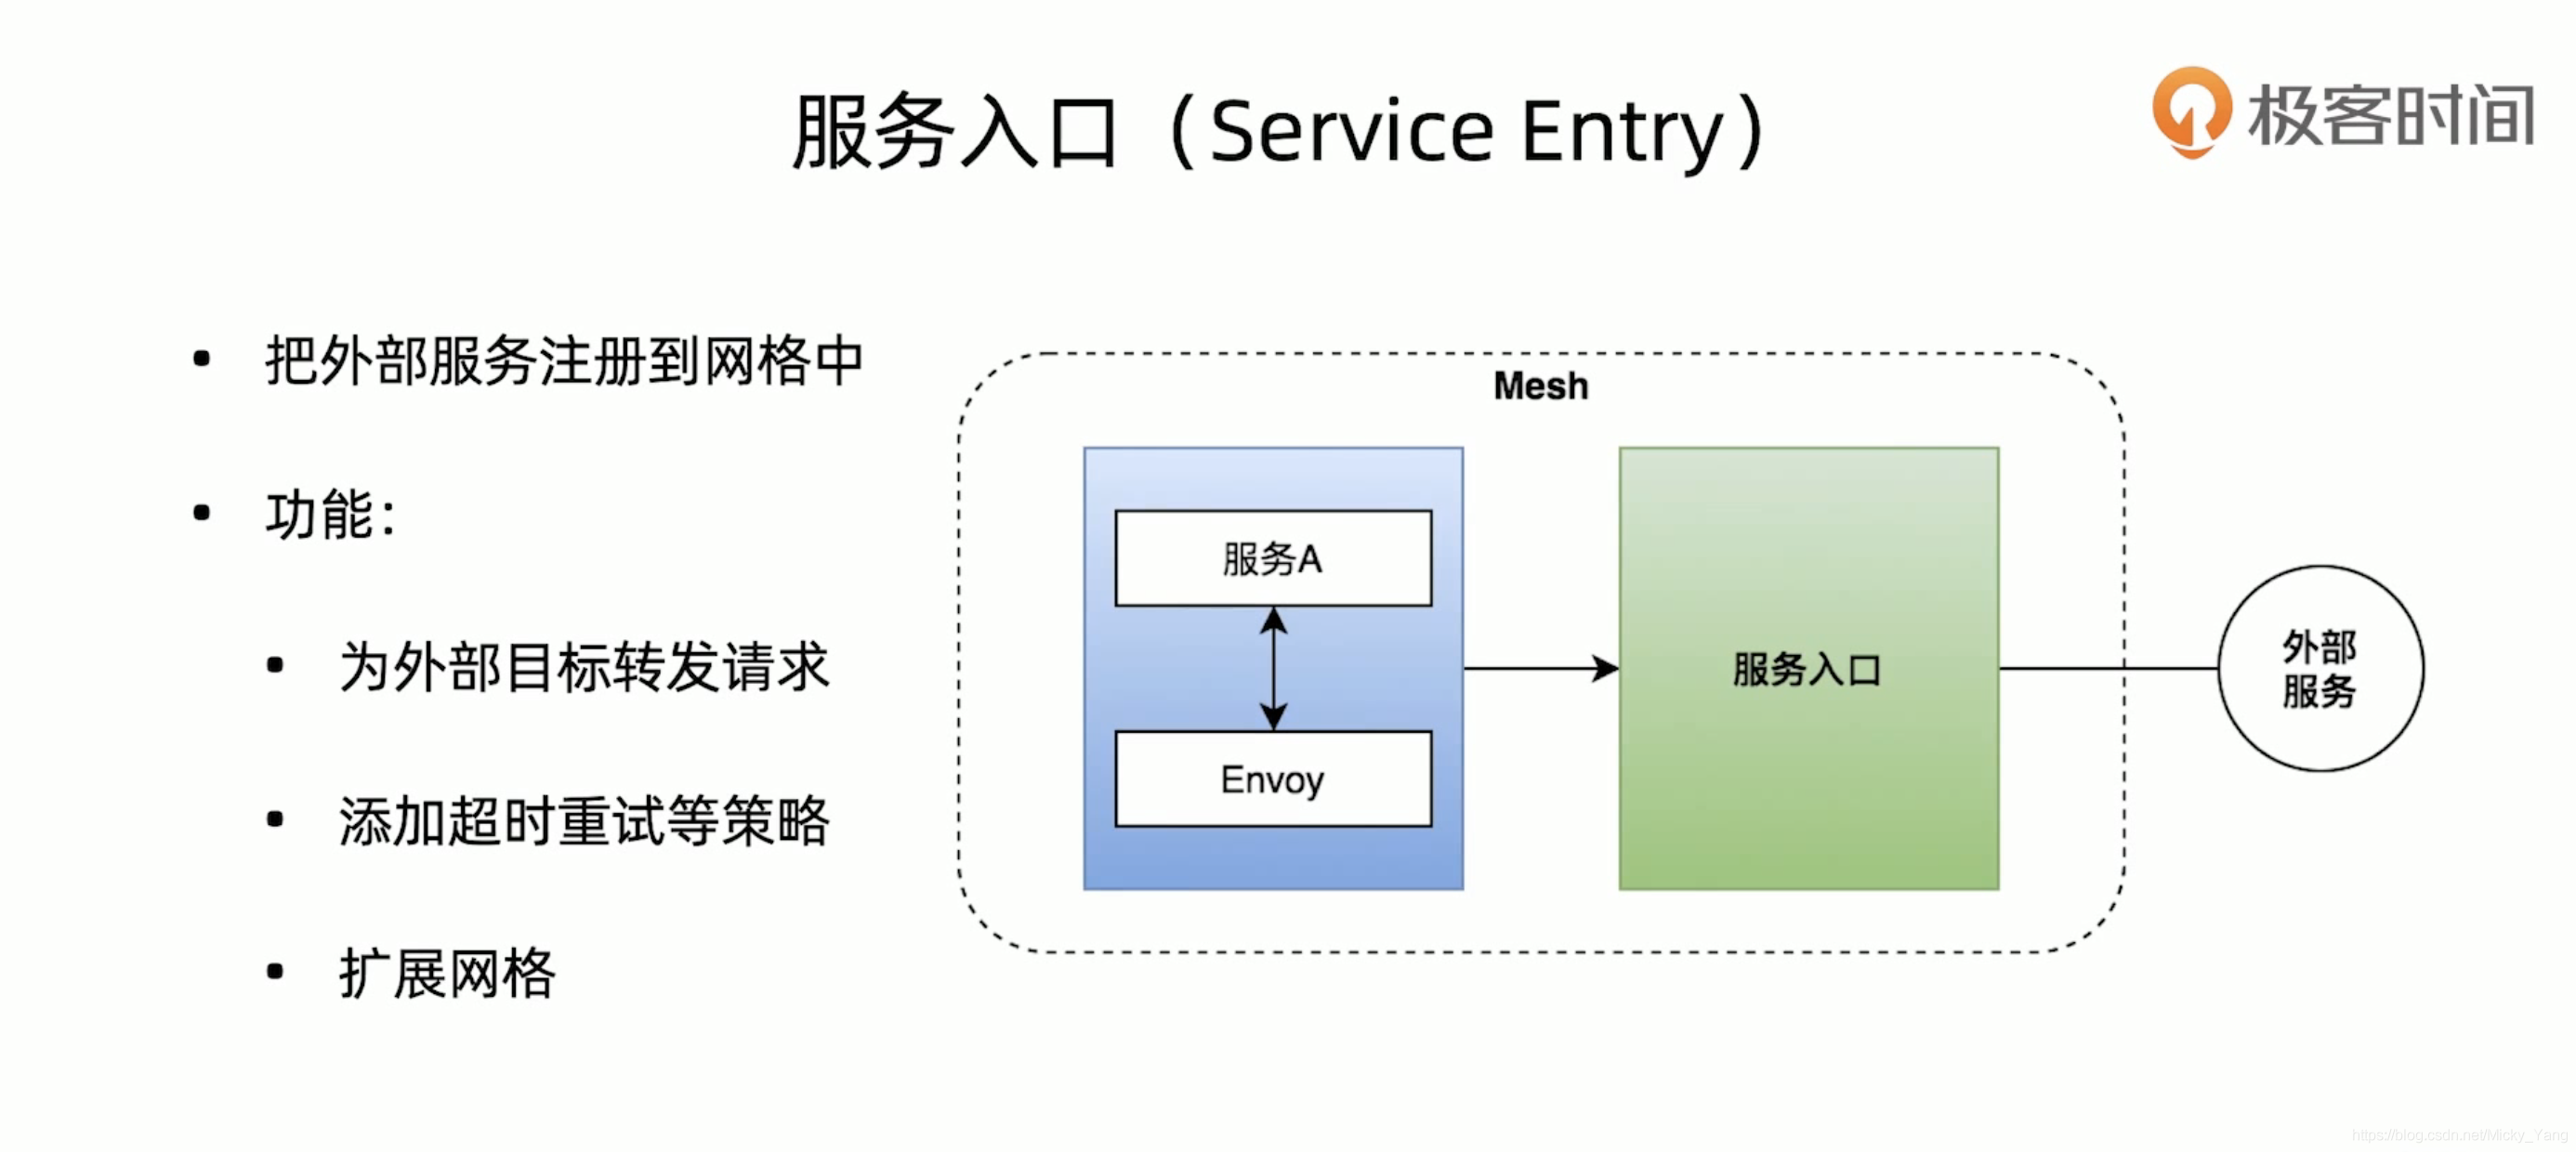 服务入口（Service Entry）
极客时间
• 把外部服务注册到网格中
• 功能：
• 为外部目标转发请求
• 添加超时重试等策略
• 扩展网格
Mesh
服务A
Envoy
服务入口
外部
服务
https://blog.csdn.net/Micky_Yang